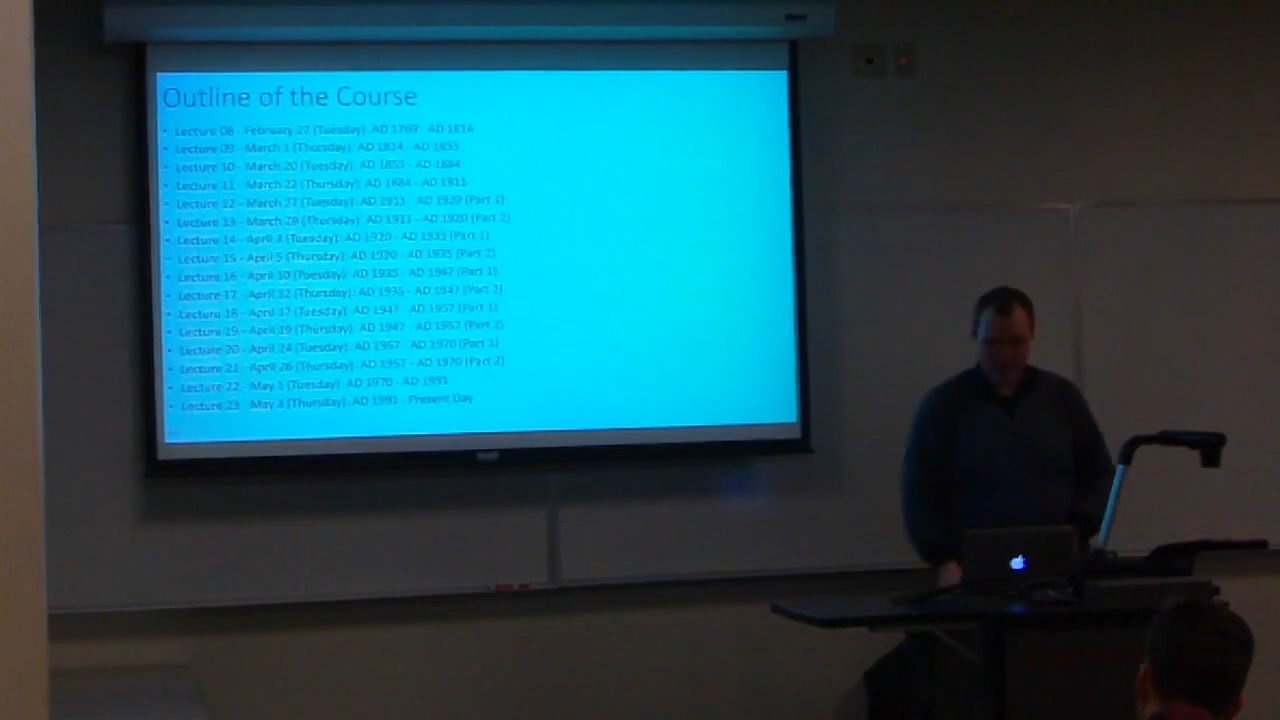 Outline of the Course
• Lecture 08 - February 27 (Tuesday): AD 1769 - AD 1814
• Lecture 09 - March 1 (Thursday): AD 1814 - AD 1855
• Lecture 10 - March 20 (Tuesday): AD 1855 - AD 1884
• Lecture 11 - March 22 (Thursday): AD 1884 - AD 1911
• Lecture 12 - March 27 (Tuesday): AD 1911 - AD 1920 (Part 1)
• Lecture 13 - March 29 (Thursday): AD 1911 - AD 1920 (Part 2)
• Lecture 14 - April 3 (Tuesday): AD 1920 - AD 1935 (Part 1)
• Lecture 15 - April 5 (Thursday): AD 1920 - AD 1935 (Part 2)
• Lecture 16 - April 10 (Tuesday): AD 1935 - AD 1947 (Part 1)
• Lecture 17 - April 12 (Thursday): AD 1935 - AD 1947 (Part 2)
• Lecture 18 - April 17 (Tuesday): AD 1947 - AD 1957 (Part 1)
• Lecture 19 - April 19 (Thursday): AD 1947 - AD 1957 (Part 2)
• Lecture 20 - April 24 (Tuesday): AD 1957 - AD 1970 (Part 1)
• Lecture 21 - April 26 (Thursday): AD 1957 - AD 1970 (Part 2)
• Lecture 22 - May 1 (Tuesday): AD 1970 - AD 1991
• Lecture 23 - May 3 (Thursday): AD 1991 - Present Day